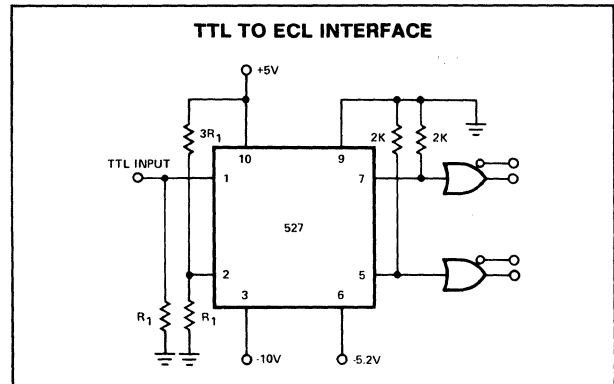 TTL TO ECL INTERFACE
+5V
3R1
2K
2K
10
9
TTL INPUT
1
7
527
2
5
3
6
R1
R1
-10V
-5.2V